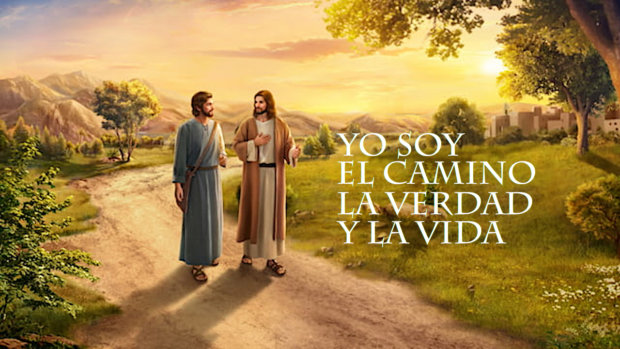 YO SOY
EL CAMINO
LA VERDAD
Y LA VIDA